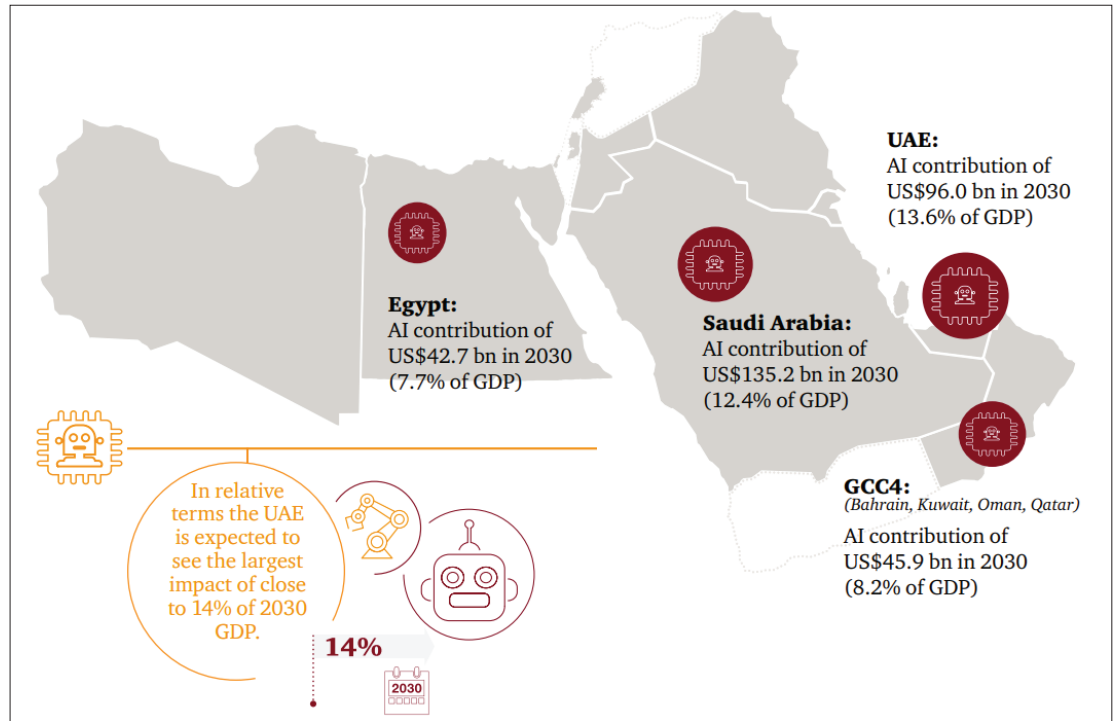 UAE:
AI contribution of
US$96.0 bn in 2030
(13.6% of GDP)
Egypt:
AI contribution of
US$42.7 bn in 2030
(7.7% of GDP)
Saudi Arabia:
AI contribution of
US$135.2 bn in 2030
(12.4% of GDP)
GCC4:
(Bahrain, Kuwait, Oman, Qatar)
AI contribution of
US$45.9 bn in 2030
(8.2% of GDP)
In relative
terms the UAE
is expected to
see the largest
impact of close
to 14% of 2030
GDP.
14%
2030